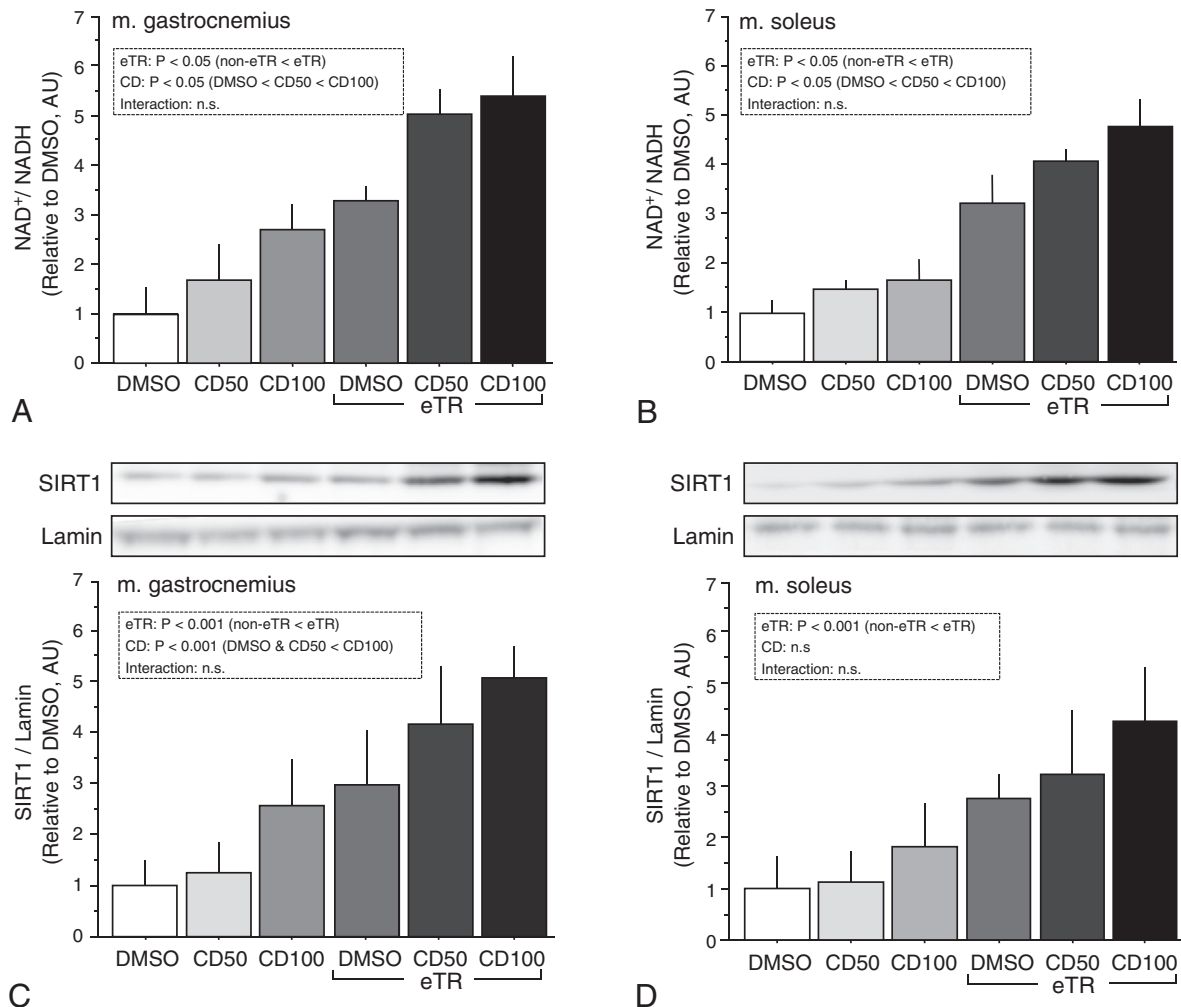 m. gastrocnemius
eTR: P < 0.05 (non-eTR < eTR)
CD: P < 0.05 (DMSO < CD50 < CD100)
Interaction: n.s.
NAD⁺/ NADH
(Relative to DMSO, AU)
7
6
5
4
3
2
1
0
DMSO CD50 CD100 DMSO CD50 CD100
eTR
A
m. soleus
eTR: P < 0.05 (non-eTR < eTR)
CD: P < 0.05 (DMSO < CD50 < CD100)
Interaction: n.s.
NAD⁺/ NADH
(Relative to DMSO, AU)
7
6
5
4
3
2
1
0
DMSO CD50 CD100 DMSO CD50 CD100
eTR
B
SIRT1
Lamin
m. gastrocnemius
eTR: P < 0.001 (non-eTR < eTR)
CD: P < 0.001 (DMSO & CD50 < CD100)
Interaction: n.s.
SIRT1 / Lamin
(Relative to DMSO, AU)
7
6
5
4
3
2
1
0
DMSO CD50 CD100 DMSO CD50 CD100
eTR
C
SIRT1
Lamin
m. soleus
eTR: P < 0.001 (non-eTR < eTR)
CD: n.s
Interaction: n.s.
SIRT1 / Lamin
(Relative to DMSO, AU)
7
6
5
4
3
2
1
0
DMSO CD50 CD100 DMSO CD50 CD100
eTR
D